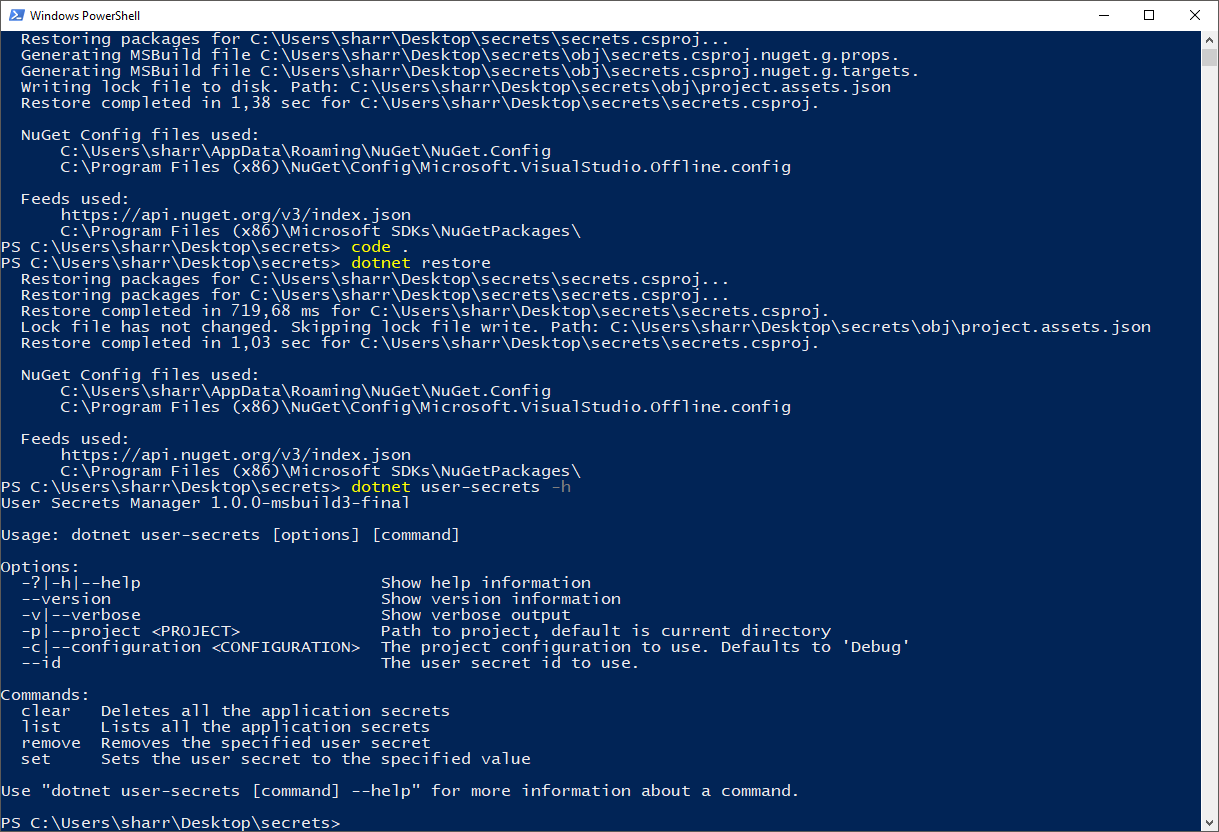 Windows PowerShell
  Restoring packages for C:\Users\sharr\Desktop\secrets\secrets.csproj...
  Generating MSBuild file C:\Users\sharr\Desktop\secrets\obj\secrets.csproj.nuget.g.props.
  Generating MSBuild file C:\Users\sharr\Desktop\secrets\obj\secrets.csproj.nuget.g.targets.
  Writing lock file to disk. Path: C:\Users\sharr\Desktop\secrets\obj\project.assets.json
  Restore completed in 1,38 sec for C:\Users\sharr\Desktop\secrets\secrets.csproj.

  NuGet Config files used:
      C:\Users\sharr\AppData\Roaming\NuGet\NuGet.Config
      C:\Program Files (x86)\NuGet\Config\Microsoft.VisualStudio.Offline.config

  Feeds used:
      https://api.nuget.org/v3/index.json
      C:\Program Files (x86)\Microsoft SDKs\NuGetPackages\
PS C:\Users\sharr\Desktop\secrets> code .
PS C:\Users\sharr\Desktop\secrets> dotnet restore
  Restoring packages for C:\Users\sharr\Desktop\secrets\secrets.csproj...
  Restoring packages for C:\Users\sharr\Desktop\secrets\secrets.csproj...
  Restore completed in 719,68 ms for C:\Users\sharr\Desktop\secrets\secrets.csproj.
  Lock file has not changed. Skipping lock file write. Path: C:\Users\sharr\Desktop\secrets\obj\project.assets.json
  Restore completed in 1,03 sec for C:\Users\sharr\Desktop\secrets\secrets.csproj.

  NuGet Config files used:
      C:\Users\sharr\AppData\Roaming\NuGet\NuGet.Config
      C:\Program Files (x86)\NuGet\Config\Microsoft.VisualStudio.Offline.config

  Feeds used:
      https://api.nuget.org/v3/index.json
      C:\Program Files (x86)\Microsoft SDKs\NuGetPackages\
PS C:\Users\sharr\Desktop\secrets> dotnet user-secrets -h
User Secrets Manager 1.0.0-msbuild3-final

Usage: dotnet user-secrets [options] [command]

Options:
  -?|-h|--help                        Show help information
  --version                           Show version information
  -v|--verbose                        Show verbose output
  -p|--project <PROJECT>              Path to project, default is current directory
  -c|--configuration <CONFIGURATION>  The project configuration to use. Defaults to 'Debug'
  --id                                The user secret id to use.

Commands:
  clear   Deletes all the application secrets
  list    Lists all the application secrets
  remove  Removes the specified user secret
  set     Sets the user secret to the specified value

Use "dotnet user-secrets [command] --help" for more information about a command.

PS C:\Users\sharr\Desktop\secrets>